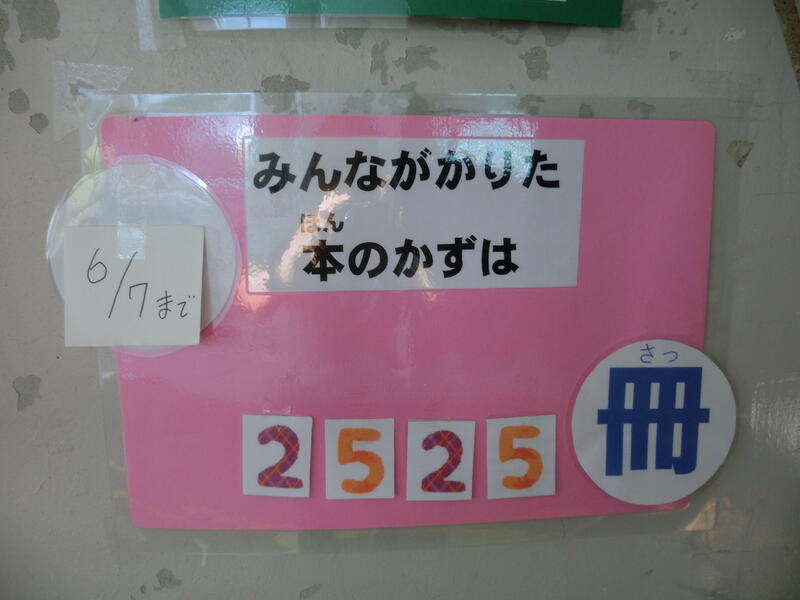 みんながかりた
ほん
本のかずは
6/7まで
2525
さっ
冊